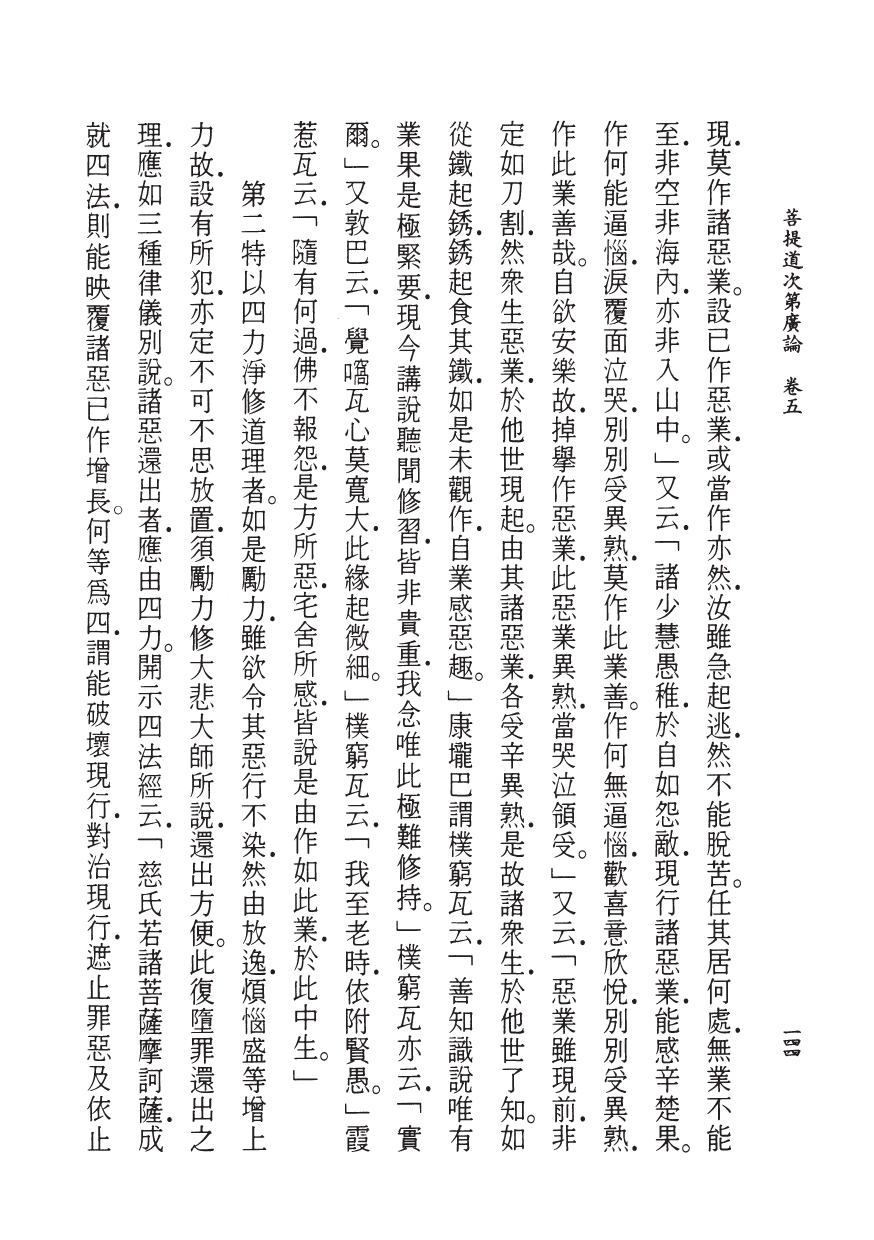 菩提道次第廣論　卷五
一四四
現．莫作諸惡業。設已作惡業．或當作亦然．汝雖急起逃．然不能脫苦。任其居何處．無業不能
至．非空非海內．亦非入山中。」又云．「諸少慧愚稚．於自如怨敵．現行諸惡業．能感辛楚果。
作何能逼惱．淚覆面泣哭．別別受異熟．莫作此業善。作何無逼惱．歡喜意欣悅．別別受異熟．
作此業善哉。自欲安樂故．掉舉作惡業．此惡業異熟．當哭泣領受。」又云．「惡業雖現前．非
定如刀割．然眾生惡業．於他世現起。由其諸惡業．各受辛異熟．是故諸眾生．於他世了知。如
從鐵起銹．銹起食其鐵．如是未觀作．自業感惡趣。」康壠巴謂樸窮瓦云．「善知識說唯有
業果是極緊要．現今講說聽聞修習．皆非貴重．我念唯此極難修持。」樸窮瓦亦云．「實
爾。」又敦巴云．「覺嚆瓦心莫寬大．此緣起微細。」樸窮瓦云．「我至老時．依附賢愚。」霞
惹瓦云．「隨有何過．佛不報怨．是方所惡．宅舍所感．皆說是由作如此業．於此中生。」
第二特以四力淨修道理者。如是勵力．雖欲令其惡行不染．然由放逸．煩惱盛等增上
力故．設有所犯．亦定不可不思放置．須勵力修大悲大師所說．還出方便。此復墮罪還出之
理．應如三種律儀別說。諸惡還出者．應由四力。開示四法經云．「慈氏若諸菩薩摩訶薩．成
就四法．則能映覆諸惡已作增長。何等爲四．謂能破壞現行．對治現行．遮止罪惡及依止